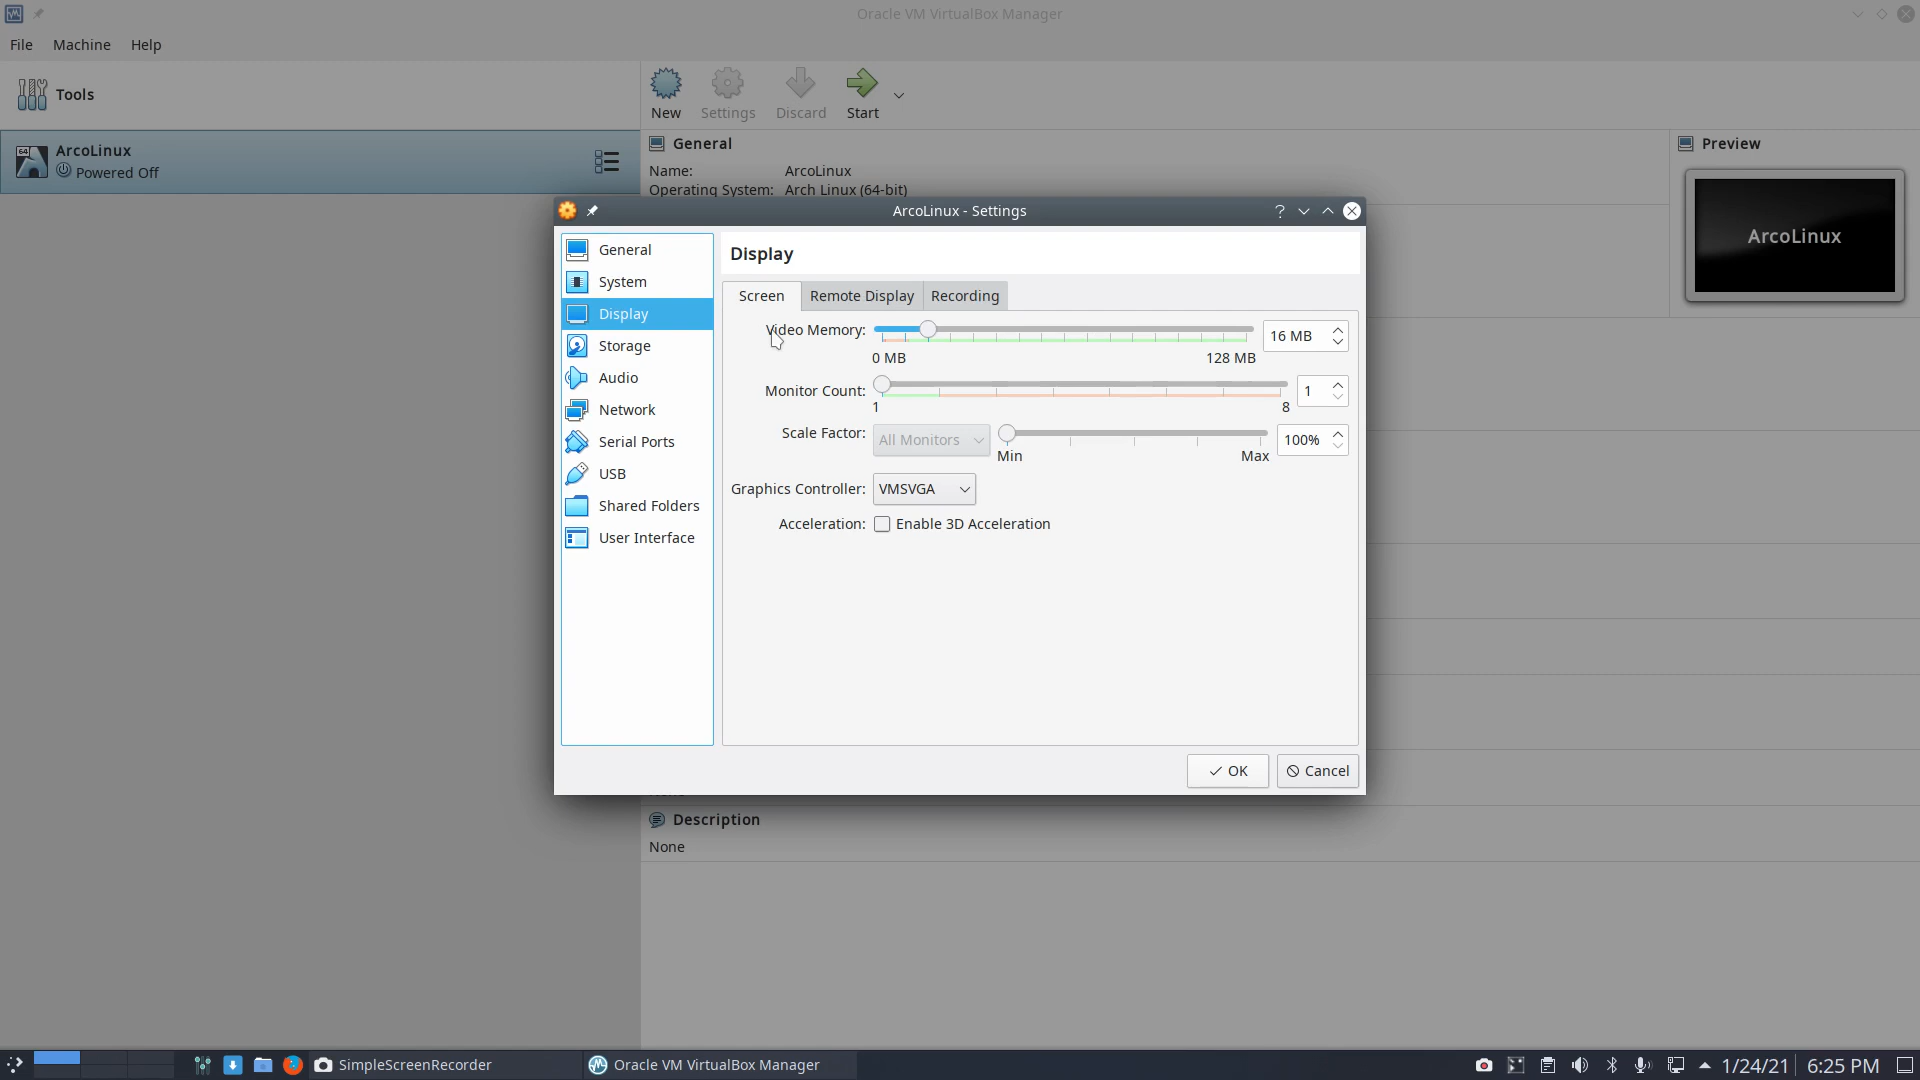 Oracle VM VirtualBox Manager
File Machine Help
Tools
New Settings Discard Start
64
ArcoLinux
Powered Off
General
Name: ArcoLinux
Operating System: Arch Linux (64-bit)
Preview
ArcoLinux
ArcoLinux - Settings
?
General
System
Display
Storage
Audio
Network
Serial Ports
USB
Shared Folders
User Interface
Display
Screen Remote Display Recording
Video Memory: 16 MB
0 MB 128 MB
Monitor Count: 1
1 8
Scale Factor: All Monitors 100%
Min Max
Graphics Controller: VMSVGA
Acceleration: Enable 3D Acceleration
OK Cancel
Description
None
SimpleScreenRecorder Oracle VM VirtualBox Manager 1/24/21 6:25 PM